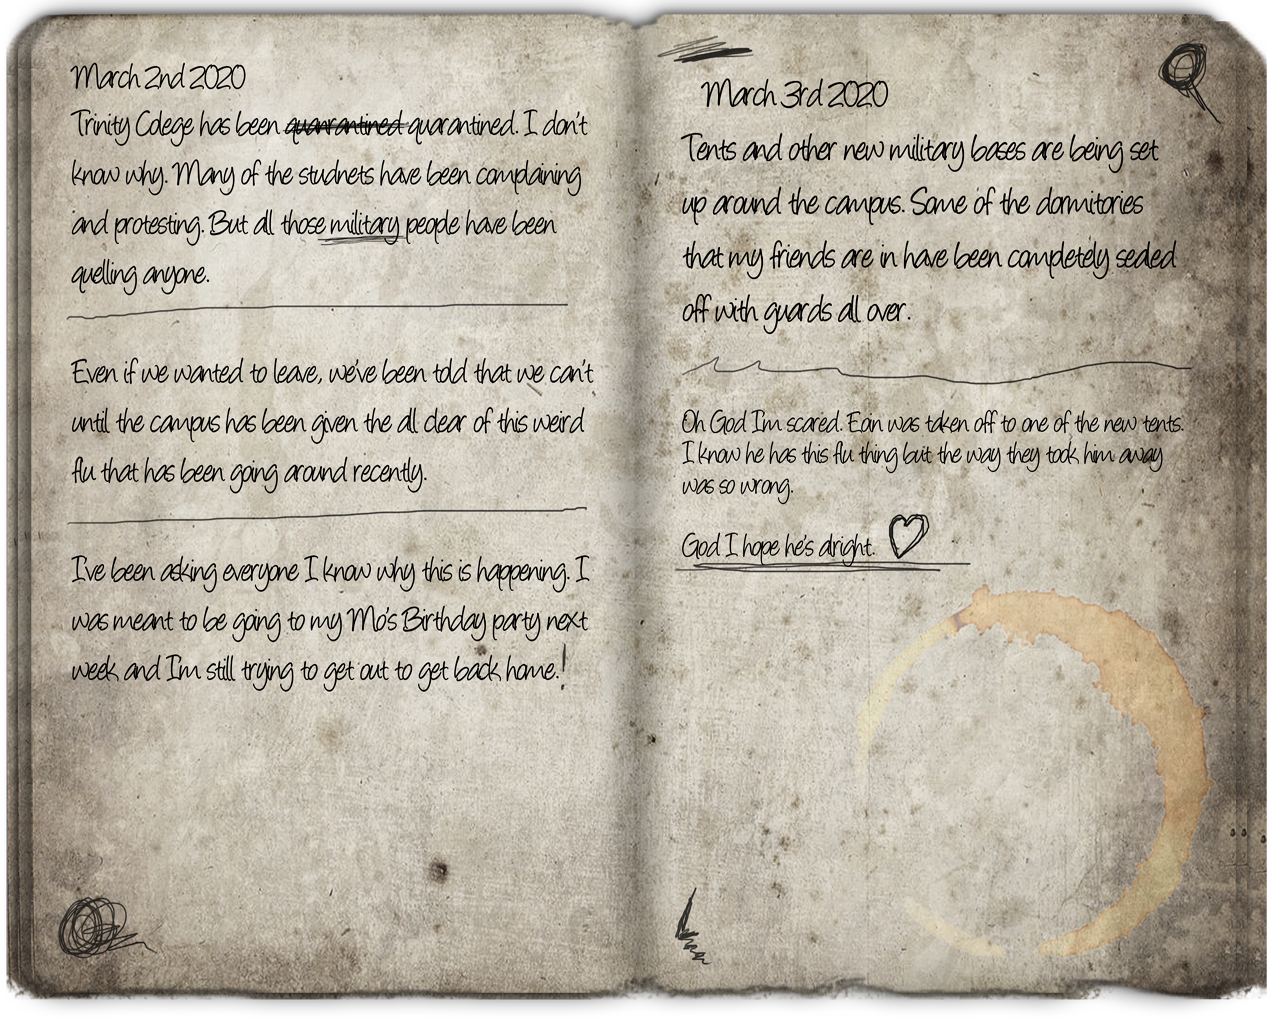 March 2nd 2020
Trinity College has been quanrantined quarantined. I don't
know why. Many of the studnets have been complaining
and protesting. But all those military people have been
quelling anyone.
Even if we wanted to leave, we've been told that we can't
until the campus has been given the all clear of this weird
flu that has been going around recently.
I've been asking everyone I know why this is happening. I
was meant to be going to my Mo's Birthday party next
week and I'm still trying to get out to get back home.!
March 3rd 2020
Tents and other new military bases are being set
up around the campus. Some of the dormitories
that my friends are in have been completely sealed
off with guards all over.
Oh God I'm scared. Eoin was taken off to one of the new tents.
I know he has this flu thing but the way they took him away
was so wrong.
God I hope he's alright.